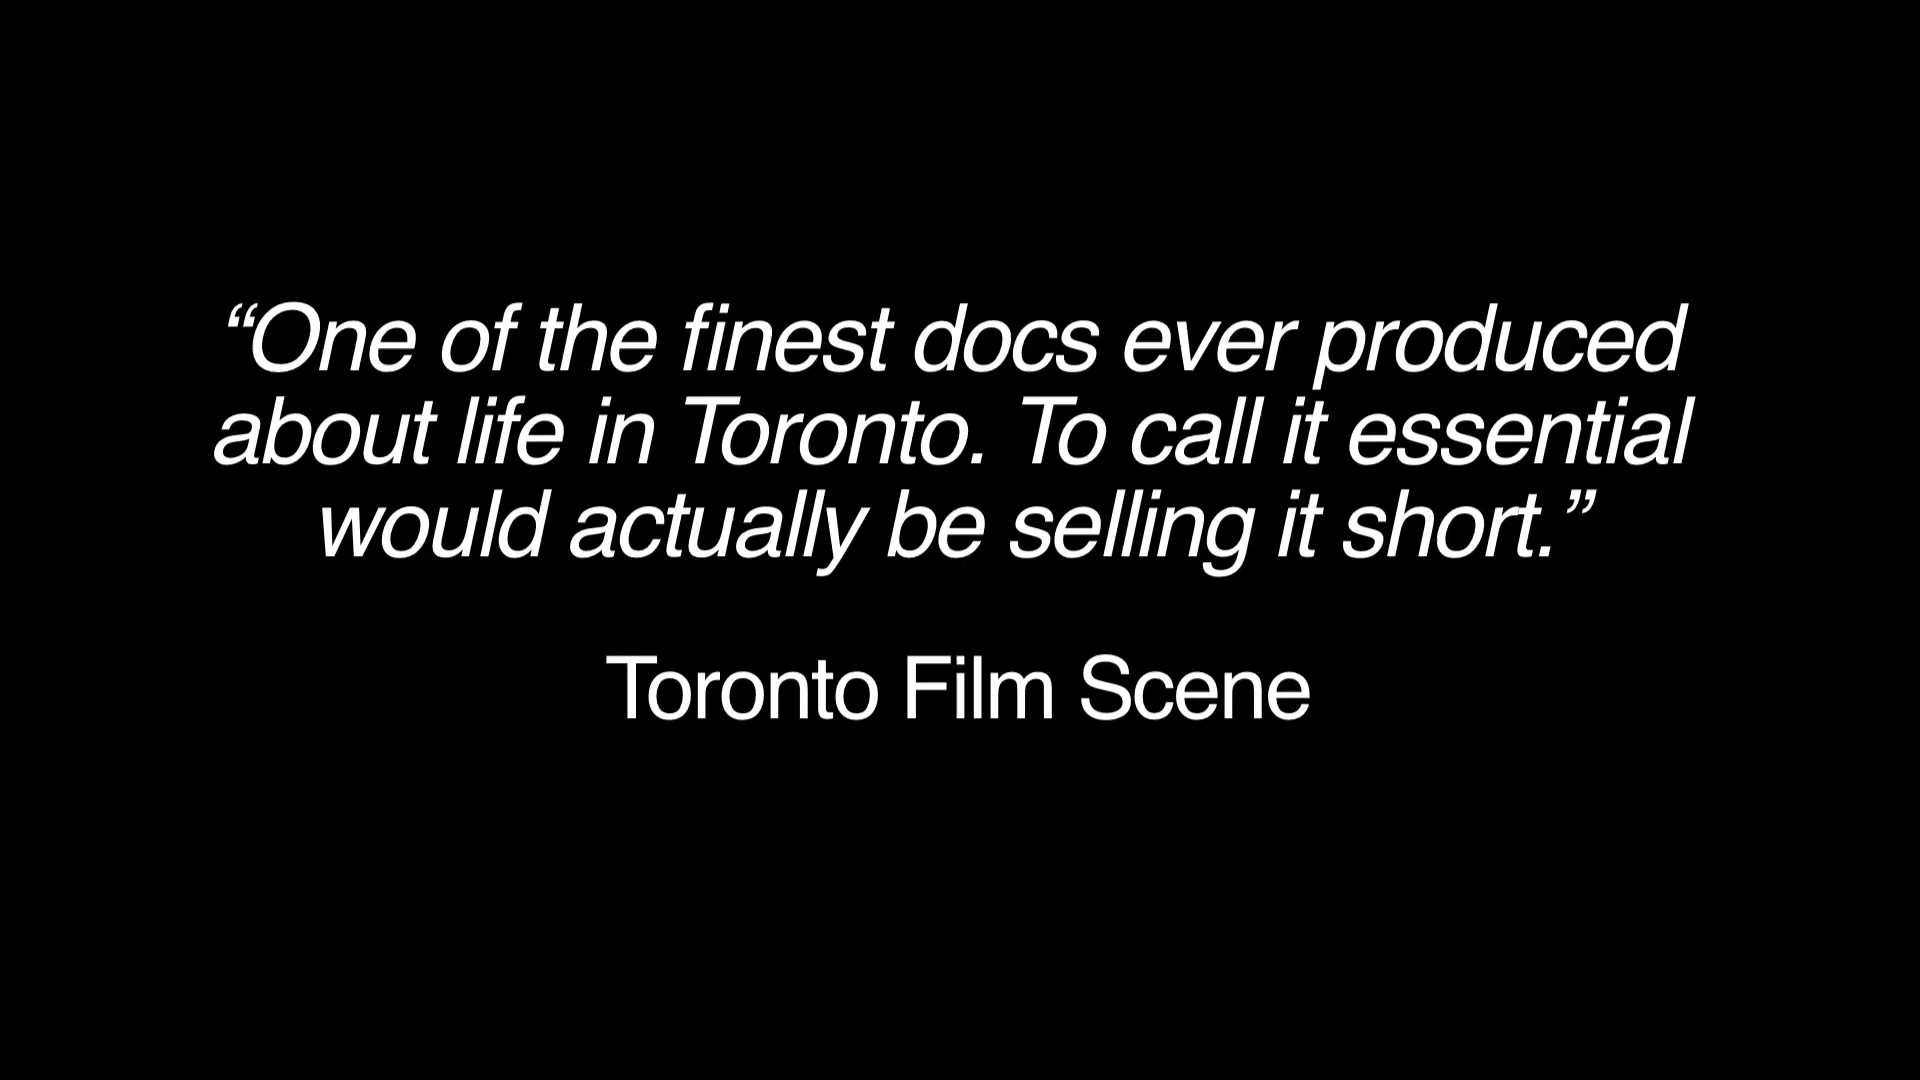 “One of the finest docs ever produced
about life in Toronto. To call it essential
would actually be selling it short.”
Toronto Film Scene